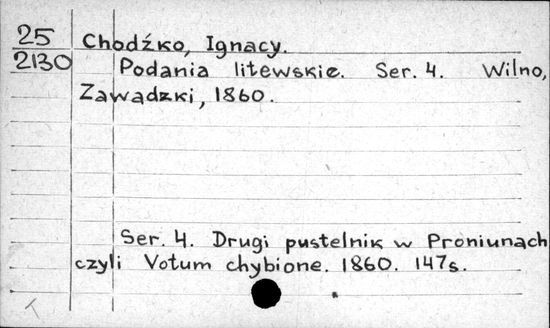 25 Chodźko, Ignacy.
2130 Podania litewskie. Ser. 4. Wilno,
Zawadzki, 1860.
Ser. 4. Drugi pustelnik w Proniunach
czyli Votum chybione. 1860. 147s.